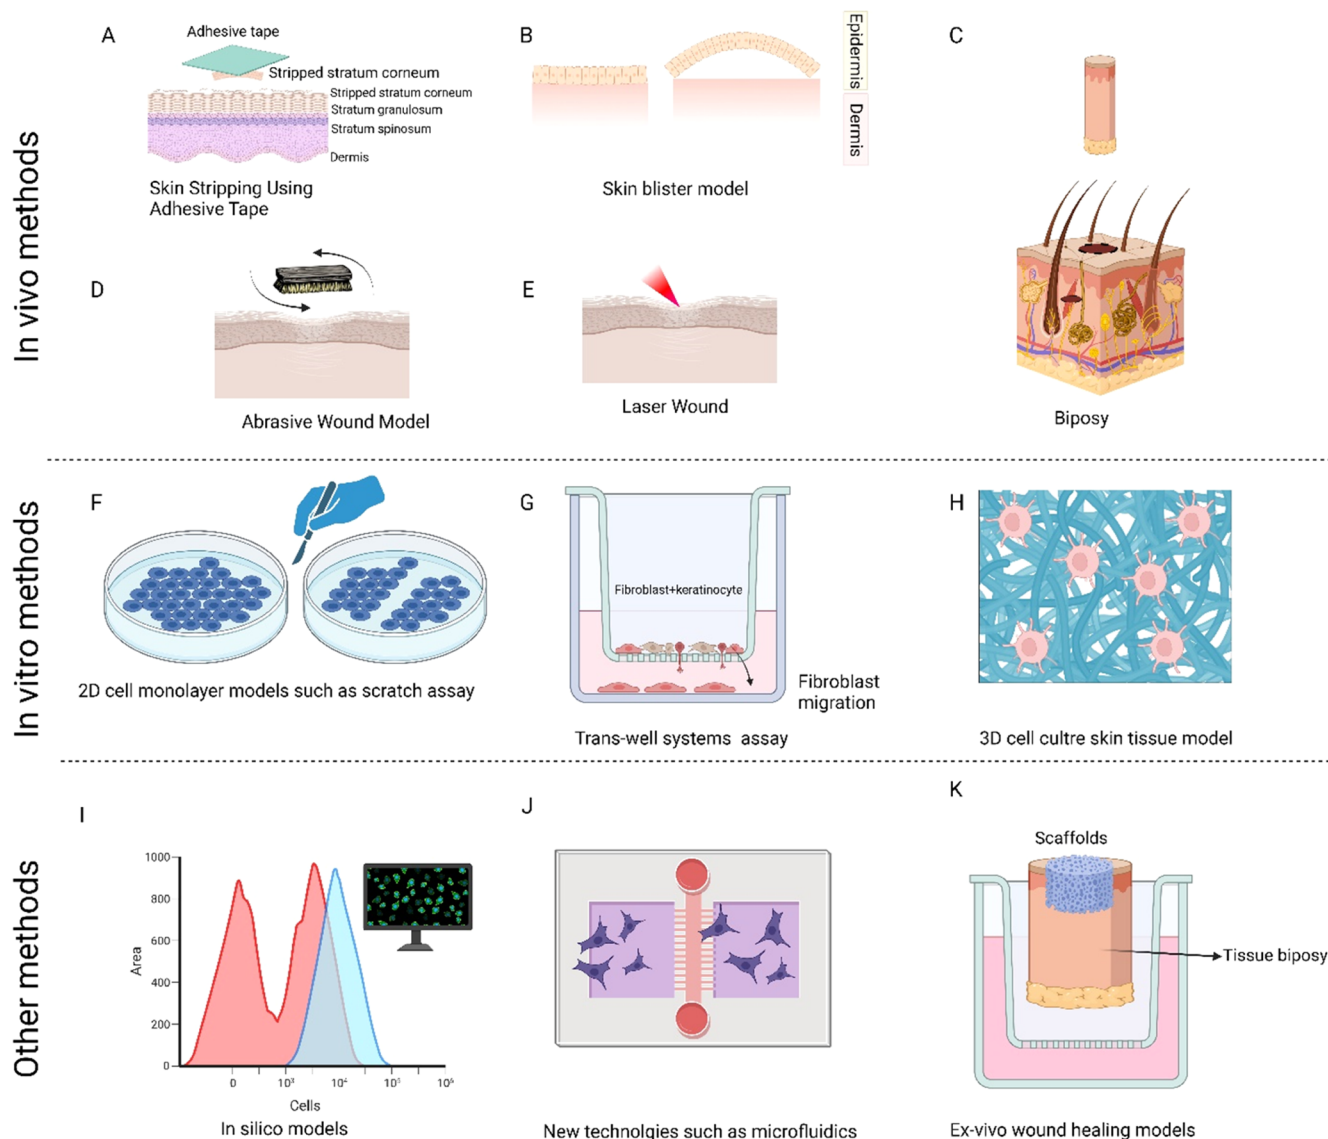 In vivo methods
A
Adhesive tape
Stripped stratum corneum
Stripped stratum corneum
Stratum granulosum
Stratum spinosum
Dermis
Skin Stripping Using
Adhesive Tape
B
Epidermis
Dermis
Skin blister model
C
Biposy
D
Abrasive Wound Model
E
Laser Wound
In vitro methods
F
2D cell monolayer models such as scratch assay
G
Fibroblast+keratinocyte
Fibroblast
migration
Trans-well systems assay
H
3D cell cultre skin tissue model
Other methods
I
1000
800
600
400
200
0
Area
0 10³ 10⁴ 10⁵ 10⁶
Cells
In silico models
J
New technolgies such as microfluidics
K
Scaffolds
Tissue biposy
Ex-vivo wound healing models